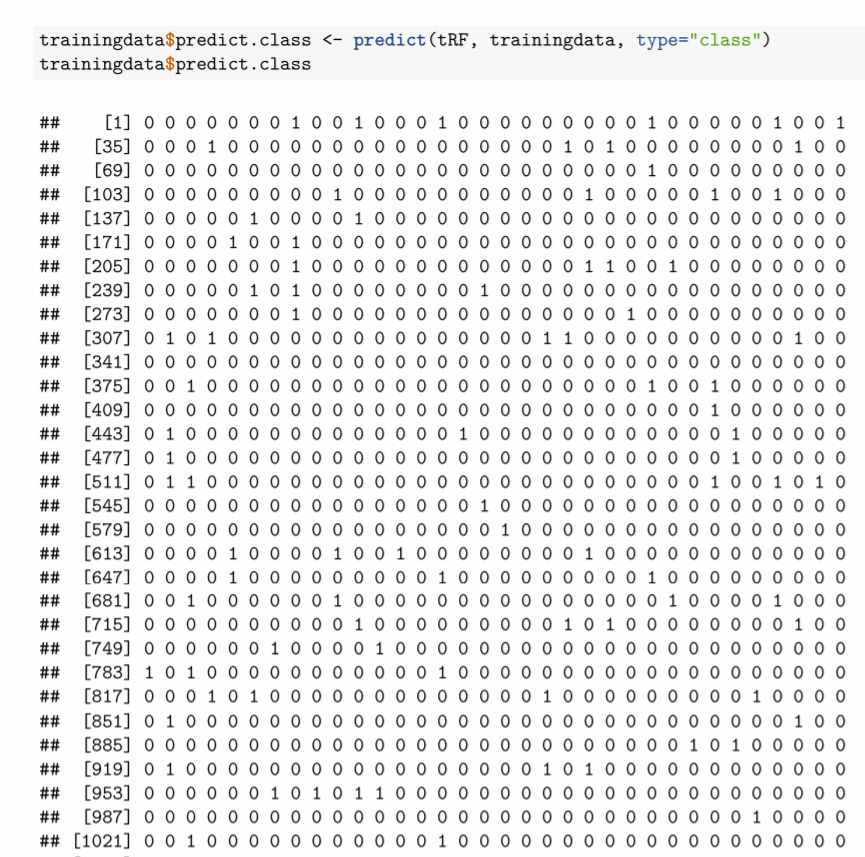 trainingdata$predict.class <- predict(tRF, trainingdata, type="class")
trainingdata$predict.class
## [1] 0 0 0 0 0 0 0 1 0 0 1 0 0 0 1 0 0 0 0 0 0 0 0 0 1 0 0 0 0 0 1 0 0 1
## [35] 0 0 0 1 0 0 0 0 0 0 0 0 0 0 0 0 0 0 0 0 1 0 1 0 0 0 0 0 0 0 0 1 0 0
## [69] 0 0 0 0 0 0 0 0 0 0 0 0 0 0 0 0 0 0 0 0 0 0 0 0 1 0 0 0 0 0 0 0 0 0
## [103] 0 0 0 0 0 0 0 0 0 1 0 0 0 0 0 0 0 0 0 0 0 1 0 0 0 0 0 1 0 0 1 0 0 0
## [137] 0 0 0 0 0 1 0 0 0 0 1 0 0 0 0 0 0 0 0 0 0 0 0 0 0 0 0 0 0 0 0 0 0 0
## [171] 0 0 0 0 1 0 0 1 0 0 0 0 0 0 0 0 0 0 0 0 0 0 0 0 0 0 0 0 0 0 0 0 0 0
## [205] 0 0 0 0 0 0 0 1 0 0 0 0 0 0 0 0 0 0 0 0 0 1 1 0 0 1 0 0 0 0 0 0 0 0
## [239] 0 0 0 0 0 1 0 1 0 0 0 0 0 0 0 0 1 0 0 0 0 0 0 0 0 0 0 0 0 0 0 0 0 0
## [273] 0 0 0 0 0 0 0 1 0 0 0 0 0 0 0 0 0 0 0 0 0 0 0 1 0 0 0 0 0 0 0 0 0 0
## [307] 0 1 0 1 0 0 0 0 0 0 0 0 0 0 0 0 0 0 0 1 1 0 0 0 0 0 0 0 0 0 0 1 0 0
## [341] 0 0 0 0 0 0 0 0 0 0 0 0 0 0 0 0 0 0 0 0 0 0 0 0 0 0 0 0 0 0 0 0 0 0
## [375] 0 0 1 0 0 0 0 0 0 0 0 0 0 0 0 0 0 0 0 0 0 0 0 0 1 0 0 1 0 0 0 0 0 0
## [409] 0 0 0 0 0 0 0 0 0 0 0 0 0 0 0 0 0 0 0 0 0 0 0 0 0 0 0 1 0 0 0 0 0 0
## [443] 0 1 0 0 0 0 0 0 0 0 0 0 0 0 0 1 0 0 0 0 0 0 0 0 0 0 0 0 1 0 0 0 0 0
## [477] 0 1 0 0 0 0 0 0 0 0 0 0 0 0 0 0 0 0 0 0 0 0 0 0 0 0 0 0 1 0 0 0 0 0
## [511] 0 1 1 0 0 0 0 0 0 0 0 0 0 0 0 0 0 0 0 0 0 0 0 0 0 0 0 1 0 0 1 0 1 0
## [545] 0 0 0 0 0 0 0 0 0 0 0 0 0 0 0 0 1 0 0 0 0 0 0 0 0 0 0 0 0 0 0 0 0 0
## [579] 0 0 0 0 0 0 0 0 0 0 0 0 0 0 0 0 0 1 0 0 0 0 0 0 0 0 0 0 0 0 0 0 0 0
## [613] 0 0 0 0 1 0 0 0 0 1 0 0 1 0 0 0 0 0 0 0 0 1 0 0 0 0 0 0 0 0 0 0 0 0
## [647] 0 0 0 0 1 0 0 0 0 0 0 0 0 0 1 0 0 0 0 0 0 0 0 0 1 0 0 0 0 0 0 0 0 0
## [681] 0 0 1 0 0 0 0 0 0 1 0 0 0 0 0 0 0 0 0 0 0 0 0 0 0 1 0 0 0 0 1 0 0 0
## [715] 0 0 0 0 0 0 0 0 0 0 1 0 0 0 0 0 0 0 0 0 1 0 1 0 0 0 0 0 0 0 0 1 0 0
## [749] 0 0 0 0 0 0 1 0 0 0 0 1 0 0 0 0 0 0 0 0 0 0 0 0 0 0 0 0 0 0 0 0 0 0
## [783] 1 0 1 0 0 0 0 0 0 0 0 0 0 0 1 0 0 0 0 0 0 0 0 0 0 0 0 0 0 0 0 0 0 0
## [817] 0 0 0 1 0 1 0 0 0 0 0 0 0 0 0 0 0 0 0 1 0 0 0 0 0 0 0 0 0 1 0 0 0 0
## [851] 0 1 0 0 0 0 0 0 0 0 0 0 0 0 0 0 0 0 0 0 0 0 0 0 0 0 0 0 0 0 0 1 0 0
## [885] 0 0 0 0 0 0 0 0 0 0 0 0 0 0 0 0 0 0 0 0 0 0 0 0 0 0 1 0 1 0 0 0 0 0
## [919] 0 1 0 0 0 0 0 0 0 0 0 0 0 0 0 0 0 0 0 1 0 1 0 0 0 0 0 0 0 0 0 0 0 0
## [953] 0 0 0 0 0 0 1 0 1 0 1 1 0 0 0 0 0 0 0 0 0 0 0 0 0 0 0 0 0 0 0 0 0 0
## [987] 0 0 0 0 0 0 0 0 0 0 0 0 0 0 0 0 0 0 0 0 0 0 0 0 0 0 0 0 0 1 0 0 0 0
## [1021] 0 0 1 0 0 0 0 0 0 0 0 0 0 0 1 0 0 0 0 0 0 0 0 0 0 0 0 0 0 0 0 0 0 0